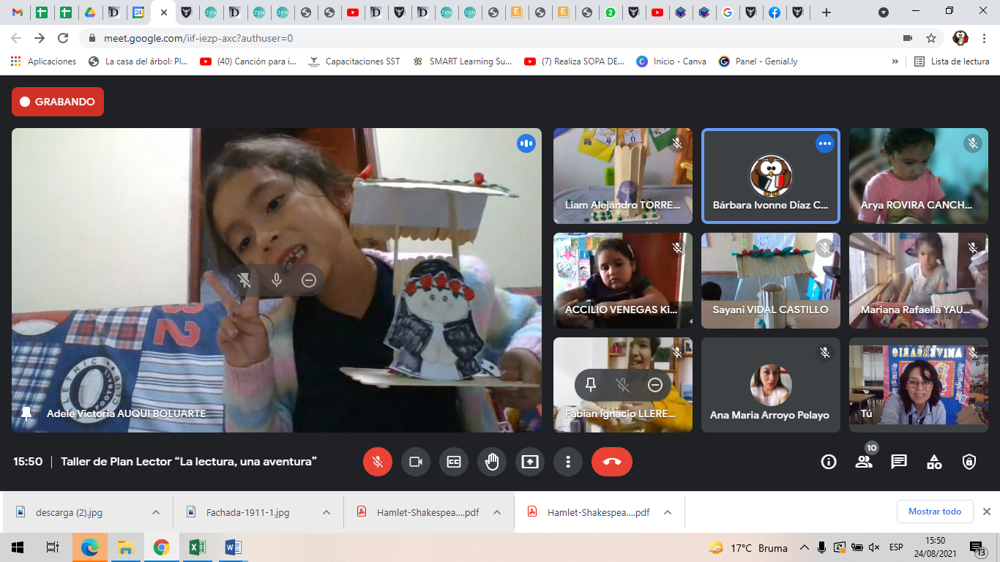 meet.google.com/iif-iezp-axc?authuser=0
Aplicaciones
La casa del árbol: Pl...
(40) Canción para i...
Capacitaciones SST
SMART Learning Su...
(7) Realiza SOPA DE...
Inicio - Canva
Panel - Genial.ly
»
Lista de lectura
GRABANDO
Liam Alejandro TORRE...
Bárbara Ivonne Díaz C...
Arya ROVIRA CANCH...
ACCILIO VENEGAS Ki...
Sayani VIDAL CASTILLO
Mariana Rafaella YAU...
Adele Victoria AUQUI BOLUARTE
Fabian Ignacio LLERE...
Ana Maria Arroyo Pelayo
Tú
15:50 | Taller de Plan Lector “La lectura, una aventura”
10
descarga (2).jpg
Fachada-1911-1.jpg
Hamlet-Shakespea....pdf
Hamlet-Shakespea....pdf
Mostrar todo
17°C Bruma
ESP
15:50
24/08/2021
13